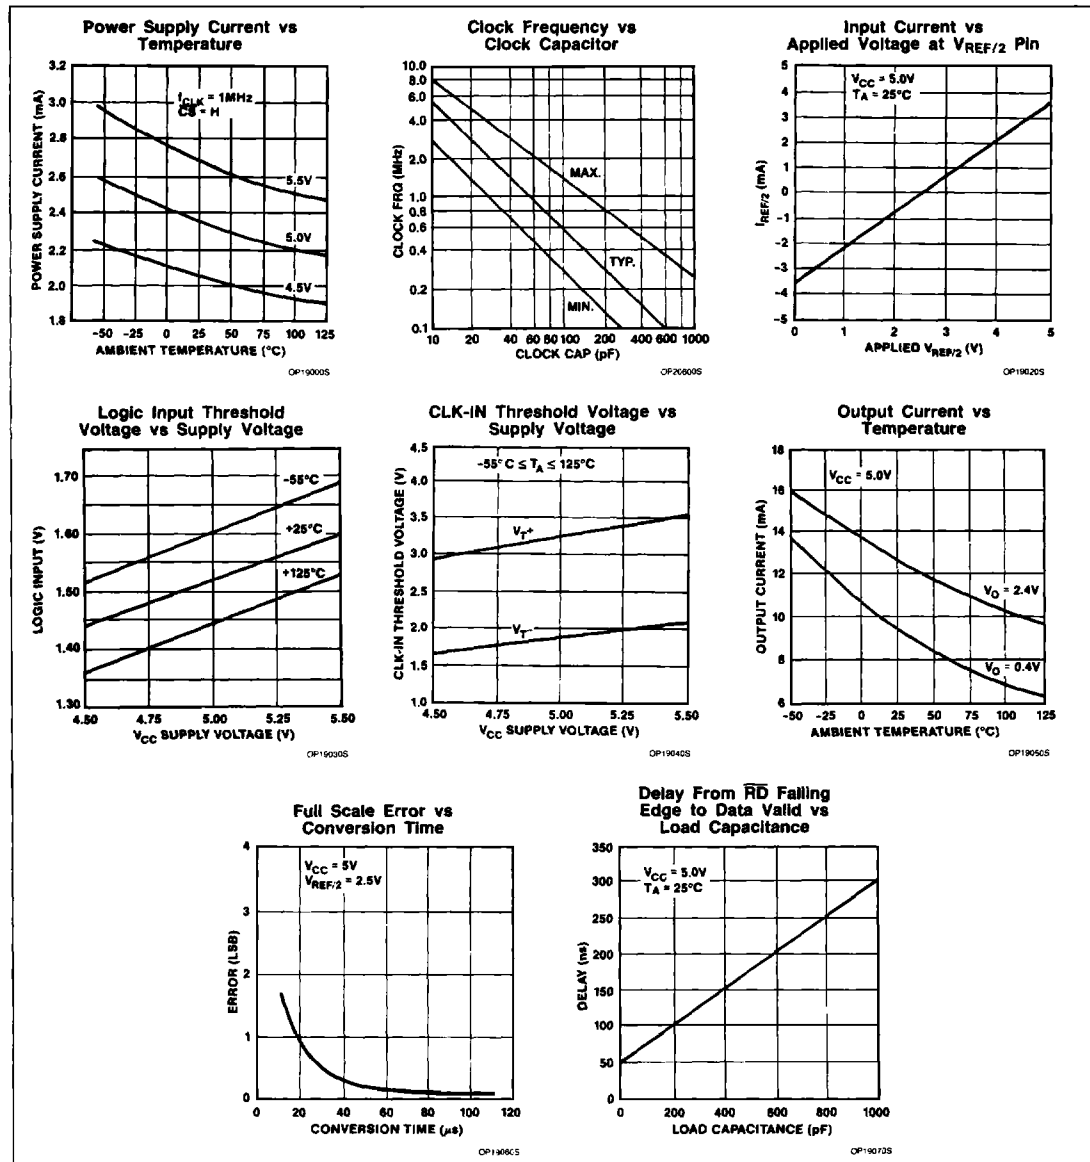 Power Supply Current vs
Temperature
POWER SUPPLY CURRENT (mA)
3.2
3.0
2.8
2.6
2.4
2.2
2.0
1.8
fCLK = 1MHz
C̅S̅ = H
5.5V
5.0V
4.5V
-50 -25 0 25 50 75 100 125
AMBIENT TEMPERATURE (°C)
OP19000S
Clock Frequency vs
Clock Capacitor
CLOCK FRQ (MHz)
10.0
8.0
6.0
4.0
2.0
1.0
0.8
0.6
0.4
0.2
0.1
MAX.
TYP.
MIN.
10 20 40 60 80 100 200 400 600 1000
CLOCK CAP (pF)
OP20800S
Input Current vs
Applied Voltage at VREF/2 Pin
IREF/2 (mA)
5
4
3
2
1
0
-1
-2
-3
-4
-5
VCC = 5.0V
TA = 25°C
0 1 2 3 4 5
APPLIED VREF/2 (V)
OP19020S
Logic Input Threshold
Voltage vs Supply Voltage
LOGIC INPUT (V)
1.70
1.60
1.50
1.40
1.30
-55°C
+25°C
+125°C
4.50 4.75 5.00 5.25 5.50
VCC SUPPLY VOLTAGE (V)
OP19030S
CLK-IN Threshold Voltage vs
Supply Voltage
CLK-IN THRESHOLD VOLTAGE (V)
4.5
4.0
3.5
3.0
2.5
2.0
1.5
1.0
-55°C ≤ TA ≤ 125°C
VT+
VT-
4.50 4.75 5.00 5.25 5.50
VCC SUPPLY VOLTAGE (V)
OP19040S
Output Current vs
Temperature
OUTPUT CURRENT (mA)
18
16
14
12
10
8
6
VCC = 5.0V
VO = 2.4V
VO = 0.4V
-50 -25 0 25 50 75 100 125
AMBIENT TEMPERATURE (°C)
OP19050S
Full Scale Error vs
Conversion Time
ERROR (LSB)
4
3
2
1
0
VCC = 5V
VREF/2 = 2.5V
0 20 40 60 80 100 120
CONVERSION TIME (µs)
OP19060S
Delay From R̅D̅ Falling
Edge to Data Valid vs
Load Capacitance
DELAY (ns)
350
300
250
200
150
100
50
0
VCC = 5.0V
TA = 25°C
0 200 400 600 800 1000
LOAD CAPACITANCE (pF)
OP19070S